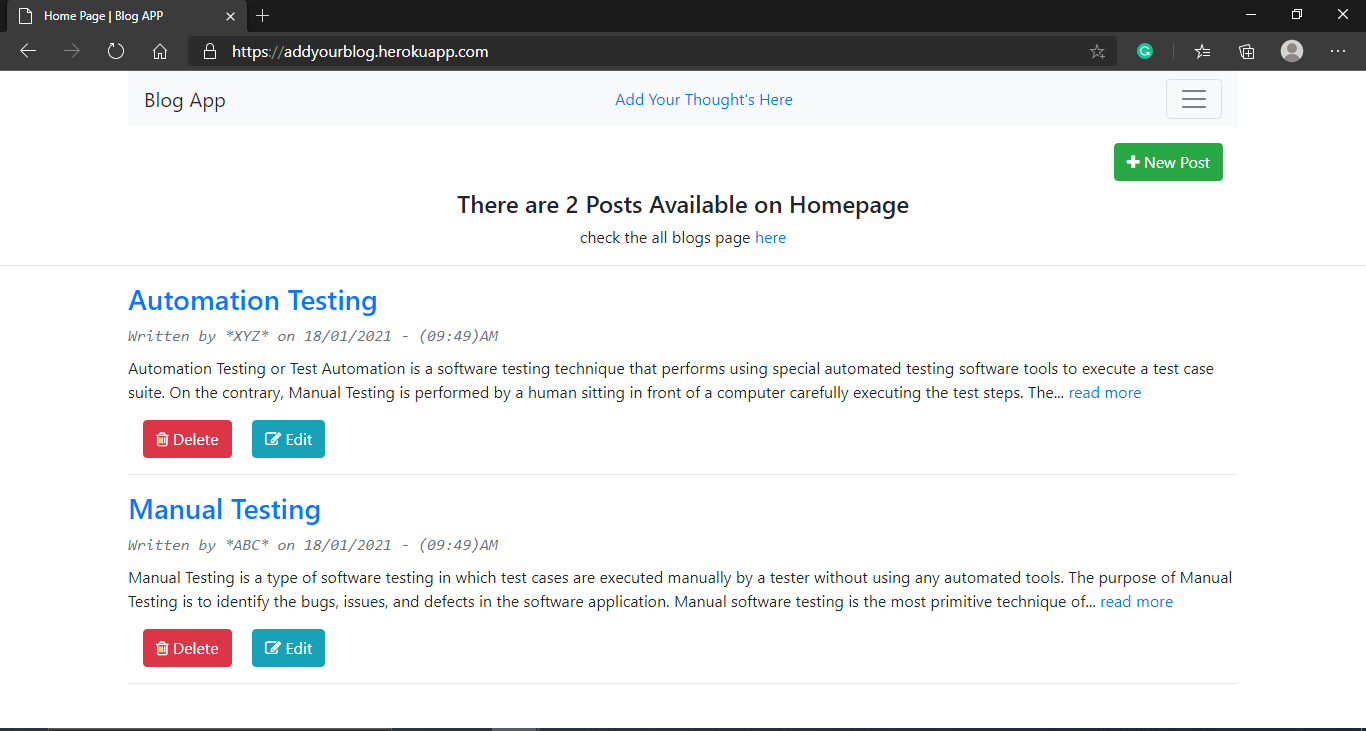 Home Page | Blog APP
https://addyourblog.herokuapp.com
Blog App
Add Your Thought's Here
New Post
There are 2 Posts Available on Homepage
check the all blogs page here
Automation Testing
Written by *XYZ* on 18/01/2021 - (09:49)AM
Automation Testing or Test Automation is a software testing technique that performs using special automated testing software tools to execute a test case
suite. On the contrary, Manual Testing is performed by a human sitting in front of a computer carefully executing the test steps. The... read more
Delete Edit
Manual Testing
Written by *ABC* on 18/01/2021 - (09:49)AM
Manual Testing is a type of software testing in which test cases are executed manually by a tester without using any automated tools. The purpose of Manual
Testing is to identify the bugs, issues, and defects in the software application. Manual software testing is the most primitive technique of... read more
Delete Edit